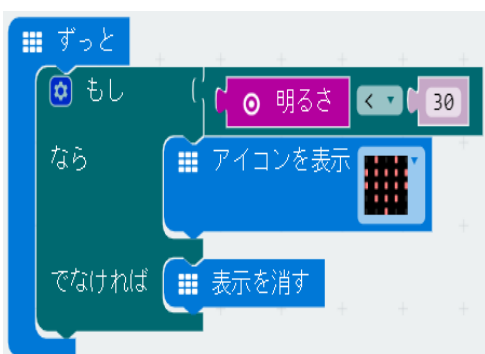 ずっと
もし 明るさ < 30
なら アイコンを表示
でなければ 表示を消す